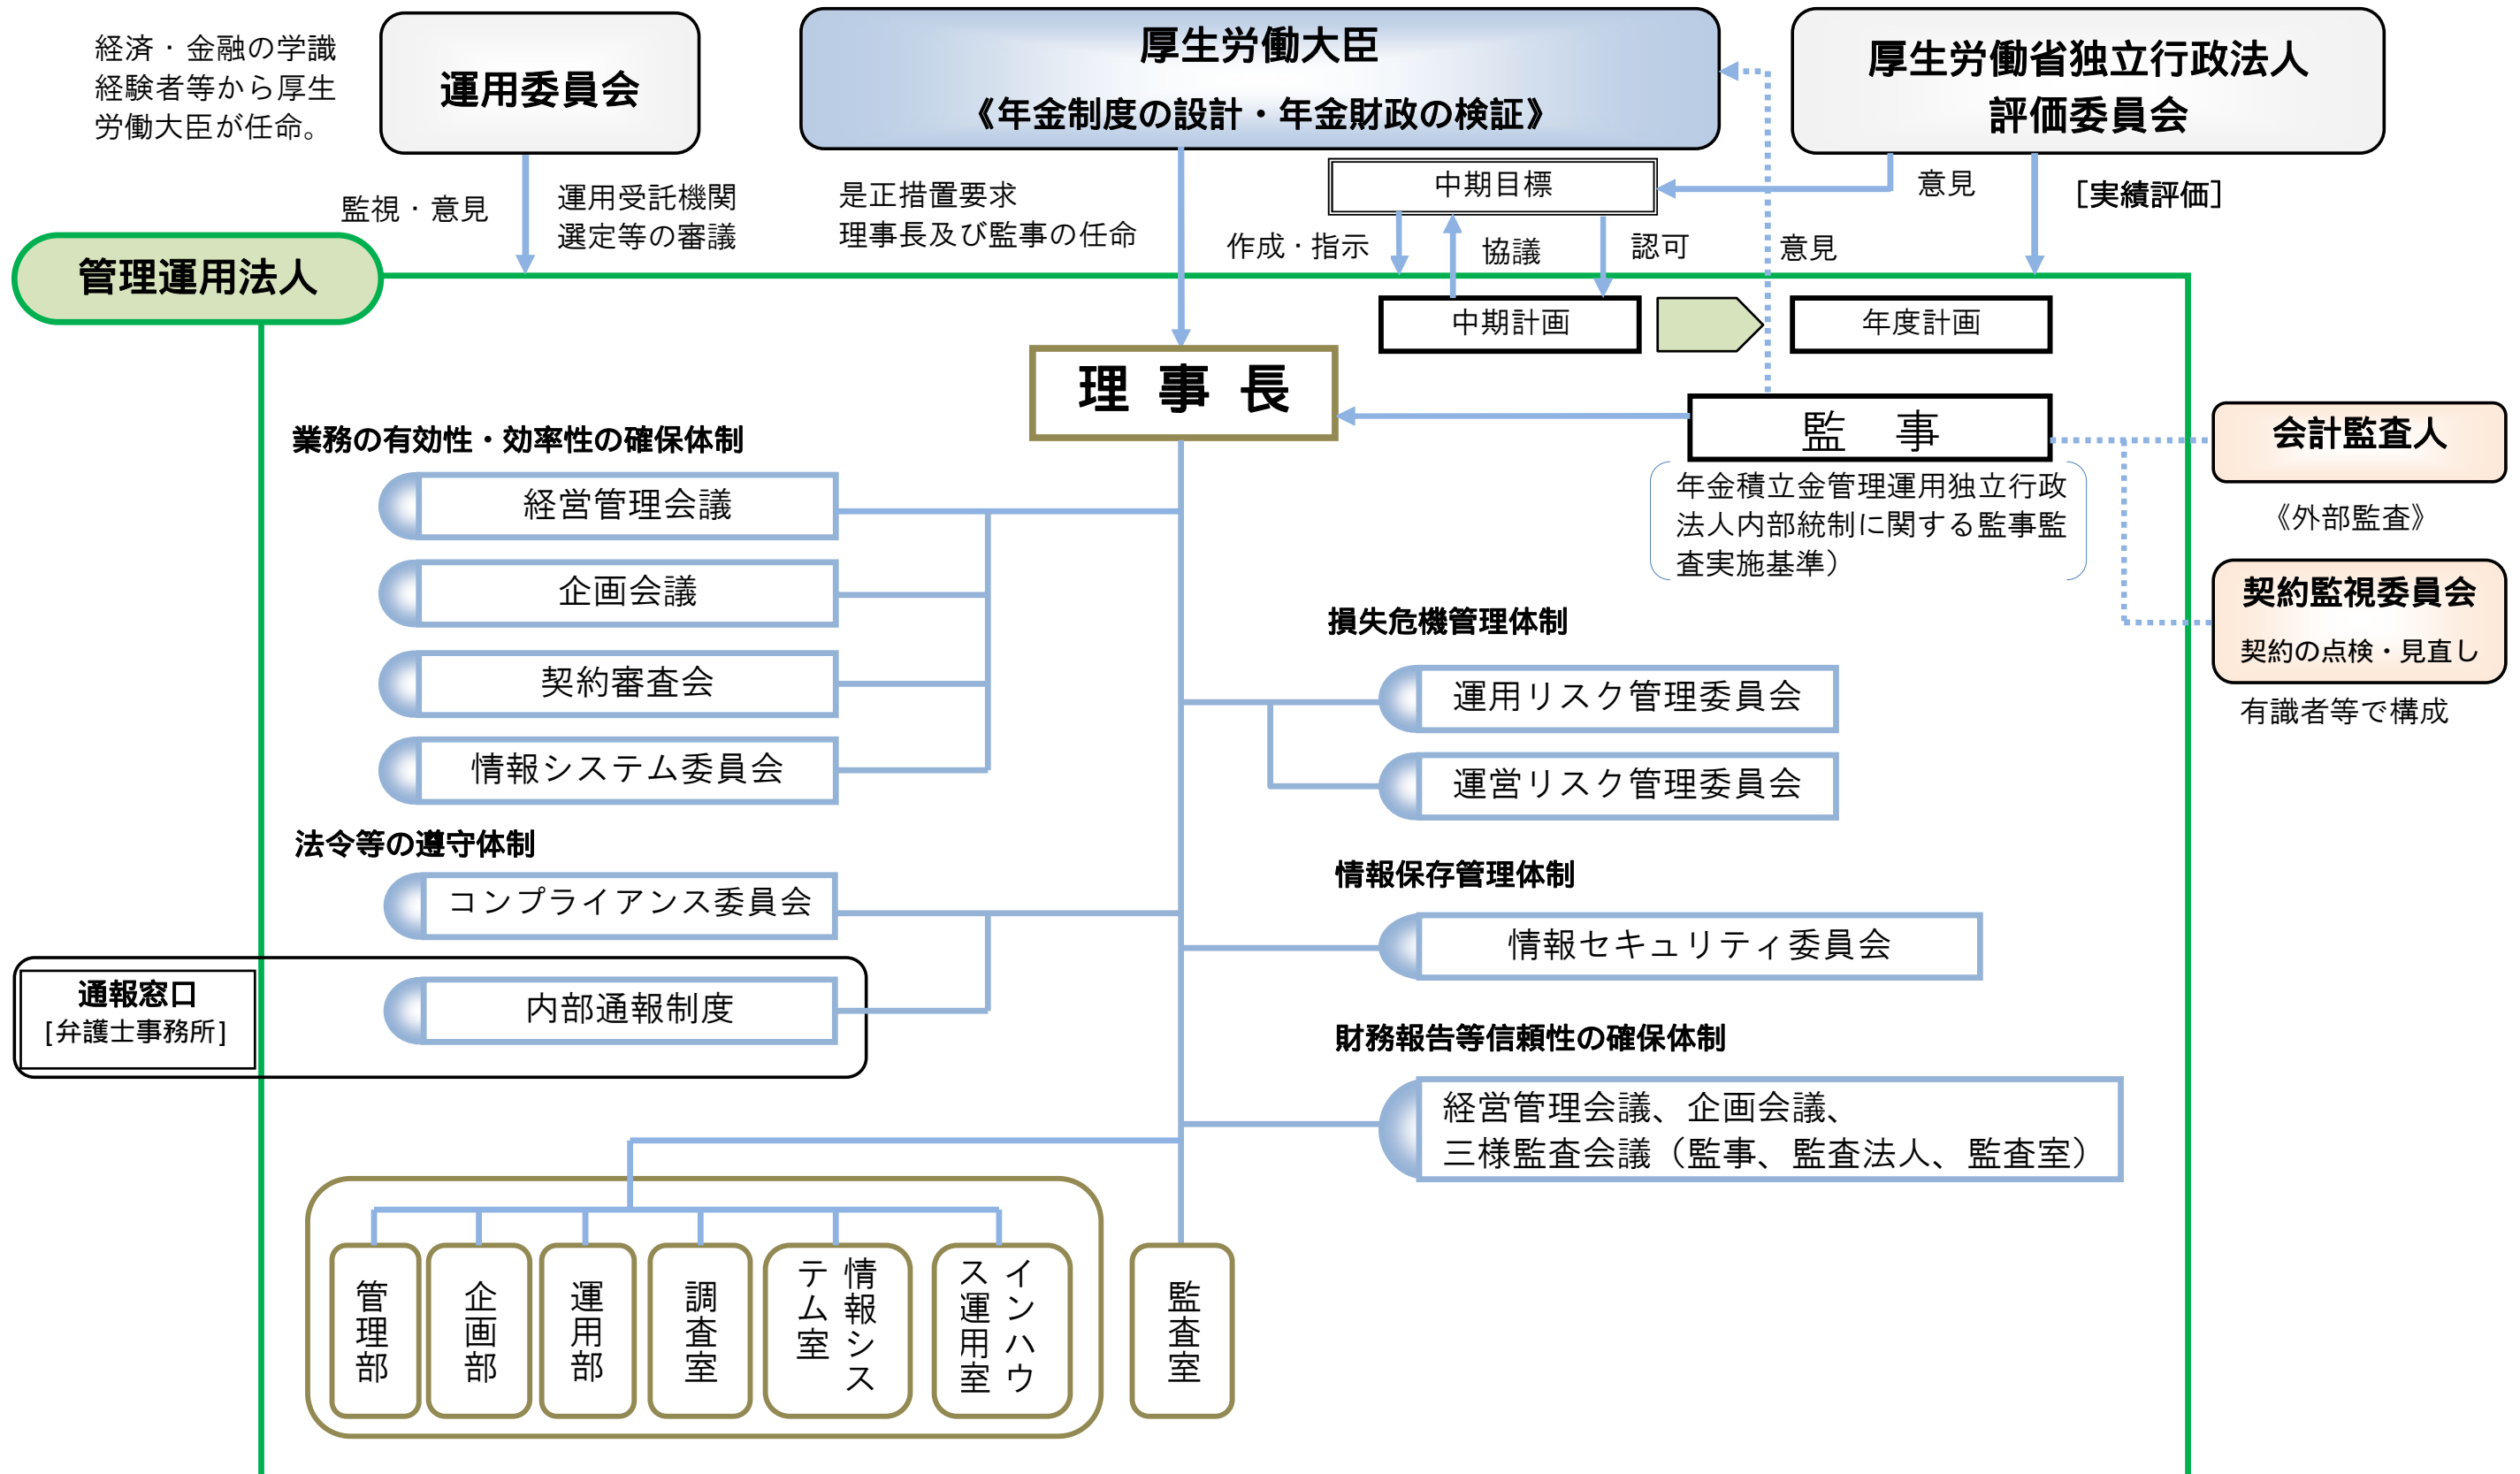 経済・金融の学識
経験者等から厚生
労働大臣が任命。
運用委員会
厚生労働大臣
《年金制度の設計・年金財政の検証》
厚生労働省独立行政法人
評価委員会
監視・意見
運用受託機関
選定等の審議
是正措置要求
理事長及び監事の任命
中期目標
意見
［実績評価］
作成・指示
協議
認可
意見
管理運用法人
中期計画
年度計画
理 事 長
監 事
会計監査人
《外部監査》
年金積立金管理運用独立行政
法人内部統制に関する監事監
査実施基準）
契約監視委員会
契約の点検・見直し
有識者等で構成
業務の有効性・効率性の確保体制
経営管理会議
企画会議
契約審査会
情報システム委員会
損失危機管理体制
運用リスク管理委員会
運営リスク管理委員会
法令等の遵守体制
コンプライアンス委員会
通報窓口
[弁護士事務所]
内部通報制度
情報保存管理体制
情報セキュリティ委員会
財務報告等信頼性の確保体制
経営管理会議、企画会議、
三様監査会議（監事、監査法人、監査室）
管理部
企画部
運用部
調査室
情報シス
テム室
インハウ
ス運用室
監査室